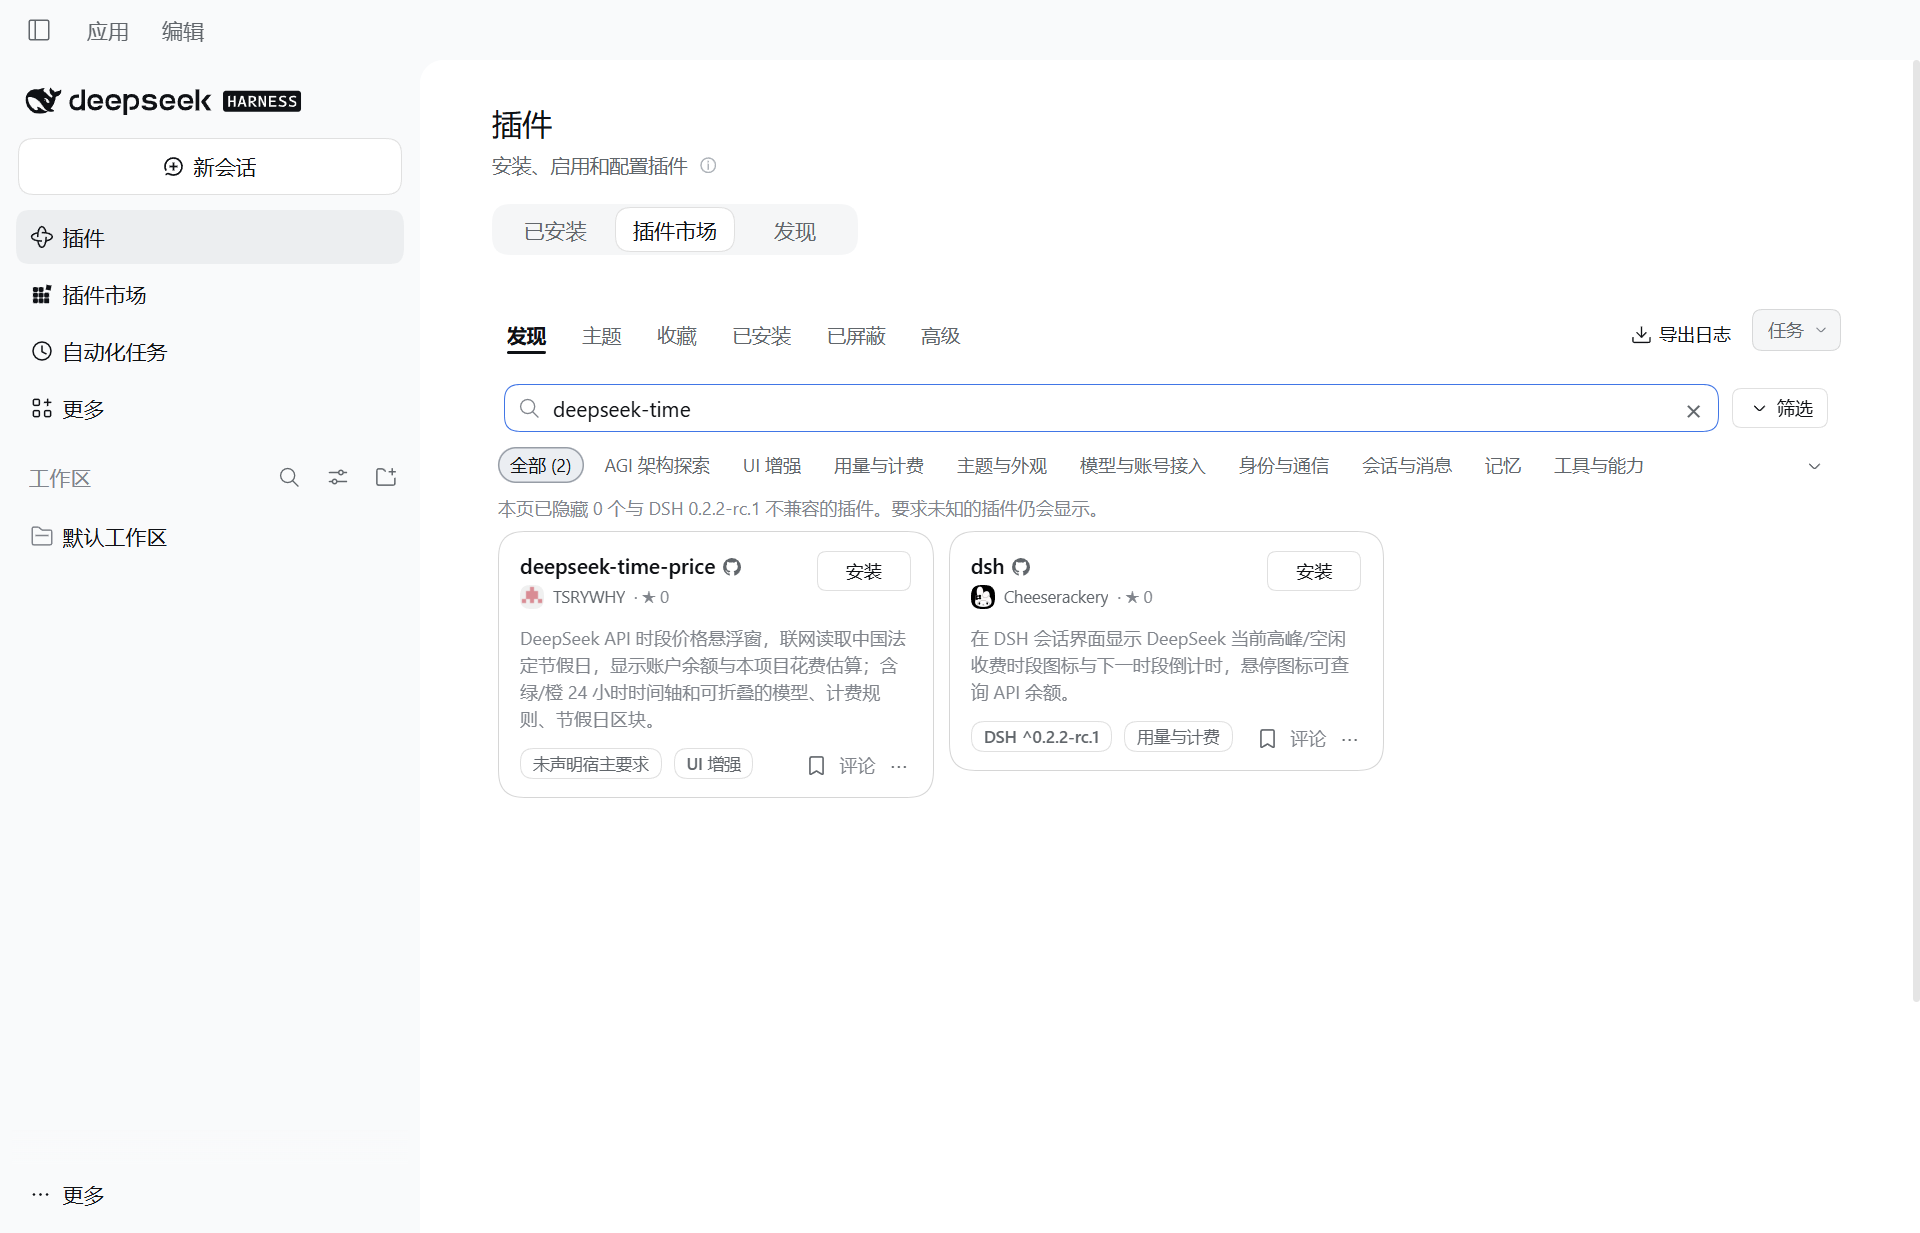 应用 编辑
deepseek HARNESS
新会话
插件
插件市场
自动化任务
更多
工作区
默认工作区
更多
插件
安装、启用和配置插件
已安装 插件市场 发现
发现 主题 收藏 已安装 已屏蔽 高级
导出日志 任务
deepseek-time
筛选
全部 (2) AGI 架构探索 UI 增强 用量与计费 主题与外观 模型与账号接入 身份与通信 会话与消息 记忆 工具与能力
本页已隐藏 0 个与 DSH 0.2.2-rc.1 不兼容的插件。要求未知的插件仍会显示。
deepseek-time-price 安装
TSRYWHY · ★ 0
DeepSeek API 时段价格悬浮窗，联网读取中国法
定节假日，显示账户余额与本项目花费估算；含
绿/橙 24 小时时间轴和可折叠的模型、计费规
则、节假日区块。
未声明宿主要求 UI 增强 评论 ···
dsh 安装
Cheeserackery · ★ 0
在 DSH 会话界面显示 DeepSeek 当前高峰/空闲
收费时段图标与下一时段倒计时，悬停图标可查
询 API 余额。
DSH ^0.2.2-rc.1 用量与计费 评论 ···